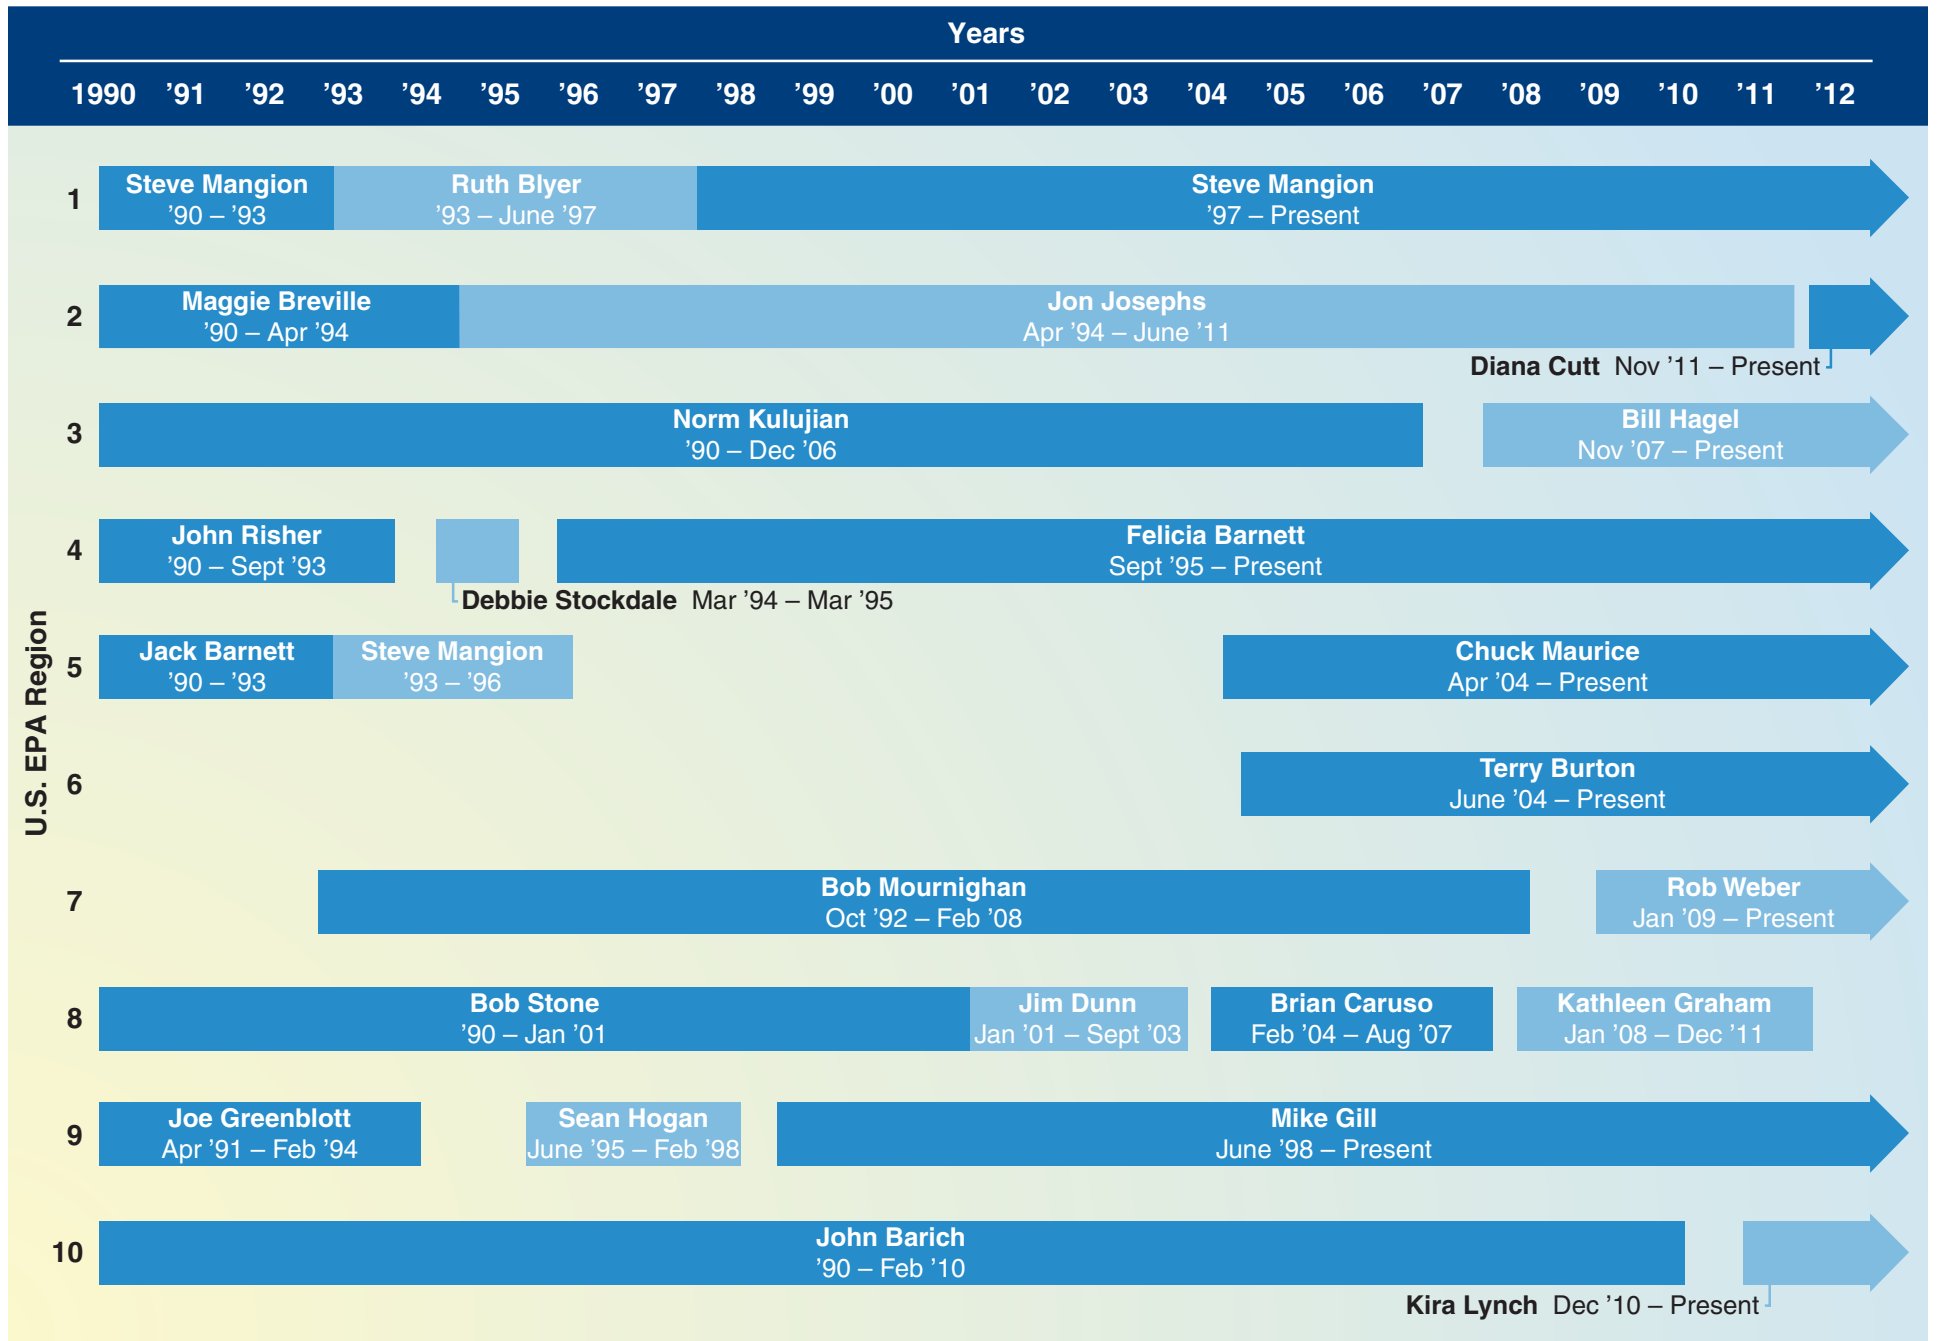 Years
1990 ’91 ’92 ’93 ’94 ’95 ’96 ’97 ’98 ’99 ’00 ’01 ’02 ’03 ’04 ’05 ’06 ’07 ’08 ’09 ’10 ’11 ’12
U.S. EPA Region
1
Steve Mangion
’90 – ’93
Ruth Blyer
’93 – June ’97
Steve Mangion
’97 – Present
2
Maggie Breville
’90 – Apr ’94
Jon Josephs
Apr ’94 – June ’11
Diana Cutt Nov ’11 – Present
3
Norm Kulujian
’90 – Dec ’06
Bill Hagel
Nov ’07 – Present
4
John Risher
’90 – Sept ’93
Debbie Stockdale Mar ’94 – Mar ’95
Felicia Barnett
Sept ’95 – Present
5
Jack Barnett
’90 – ’93
Steve Mangion
’93 – ’96
Chuck Maurice
Apr ’04 – Present
6
Terry Burton
June ’04 – Present
7
Bob Mournighan
Oct ’92 – Feb ’08
Rob Weber
Jan ’09 – Present
8
Bob Stone
’90 – Jan ’01
Jim Dunn
Jan ’01 – Sept ’03
Brian Caruso
Feb ’04 – Aug ’07
Kathleen Graham
Jan ’08 – Dec ’11
9
Joe Greenblott
Apr ’91 – Feb ’94
Sean Hogan
June ’95 – Feb ’98
Mike Gill
June ’98 – Present
10
John Barich
’90 – Feb ’10
Kira Lynch Dec ’10 – Present